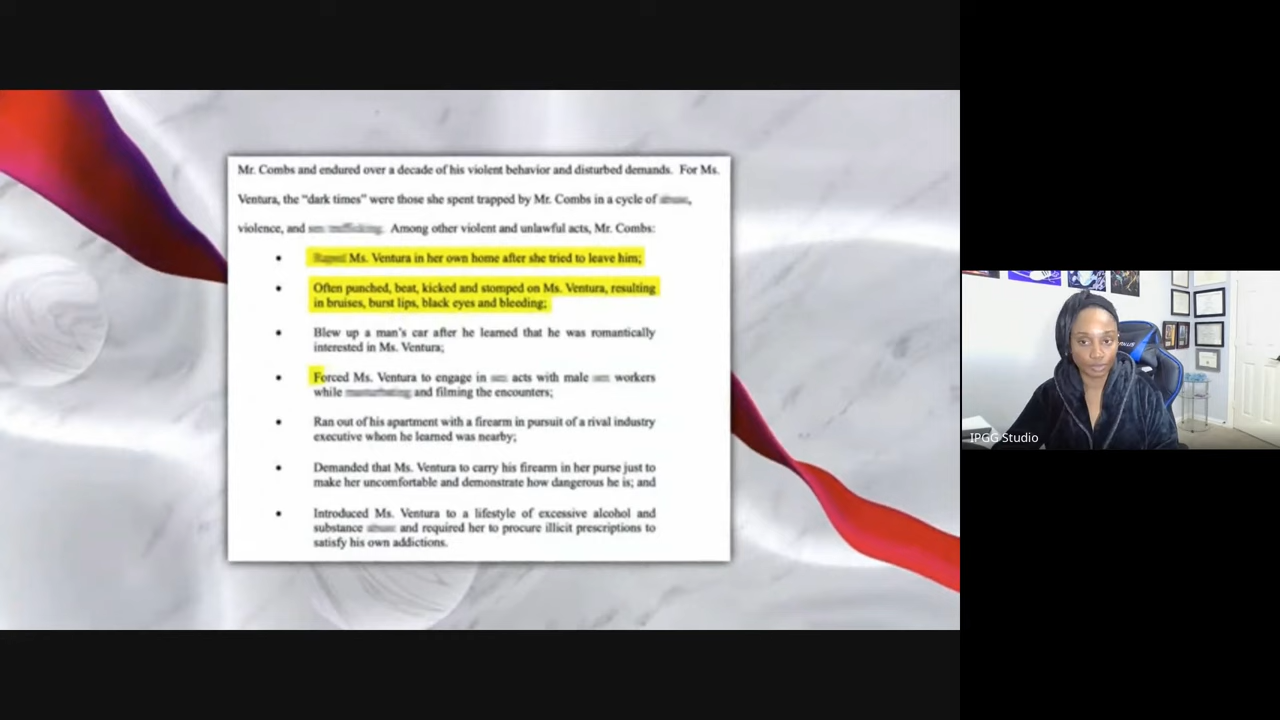 Mr. Combs and endured over a decade of his violent behavior and disturbed demands. For Ms.
Ventura, the "dark times" were those she spent trapped by Mr. Combs in a cycle of
violence, and Among other violent and unlawful acts, Mr. Combs:
• Ms. Ventura in her own home after she tried to leave him;
• Often punched, beat, kicked and stomped on Ms. Ventura, resulting
in bruises, burst lips, black eyes and bleeding;
• Blew up a man's car after he learned that he was romantically
interested in Ms. Ventura;
• Forced Ms. Ventura to engage in acts with male workers
while and filming the encounters;
• Ran out of his apartment with a firearm in pursuit of a rival industry
executive whom he learned was nearby;
• Demanded that Ms. Ventura to carry his firearm in her purse just to
make her uncomfortable and demonstrate how dangerous he is; and
• Introduced Ms. Ventura to a lifestyle of excessive alcohol and
substance and required her to procure illicit prescriptions to
satisfy his own addictions.
IPGG Studio